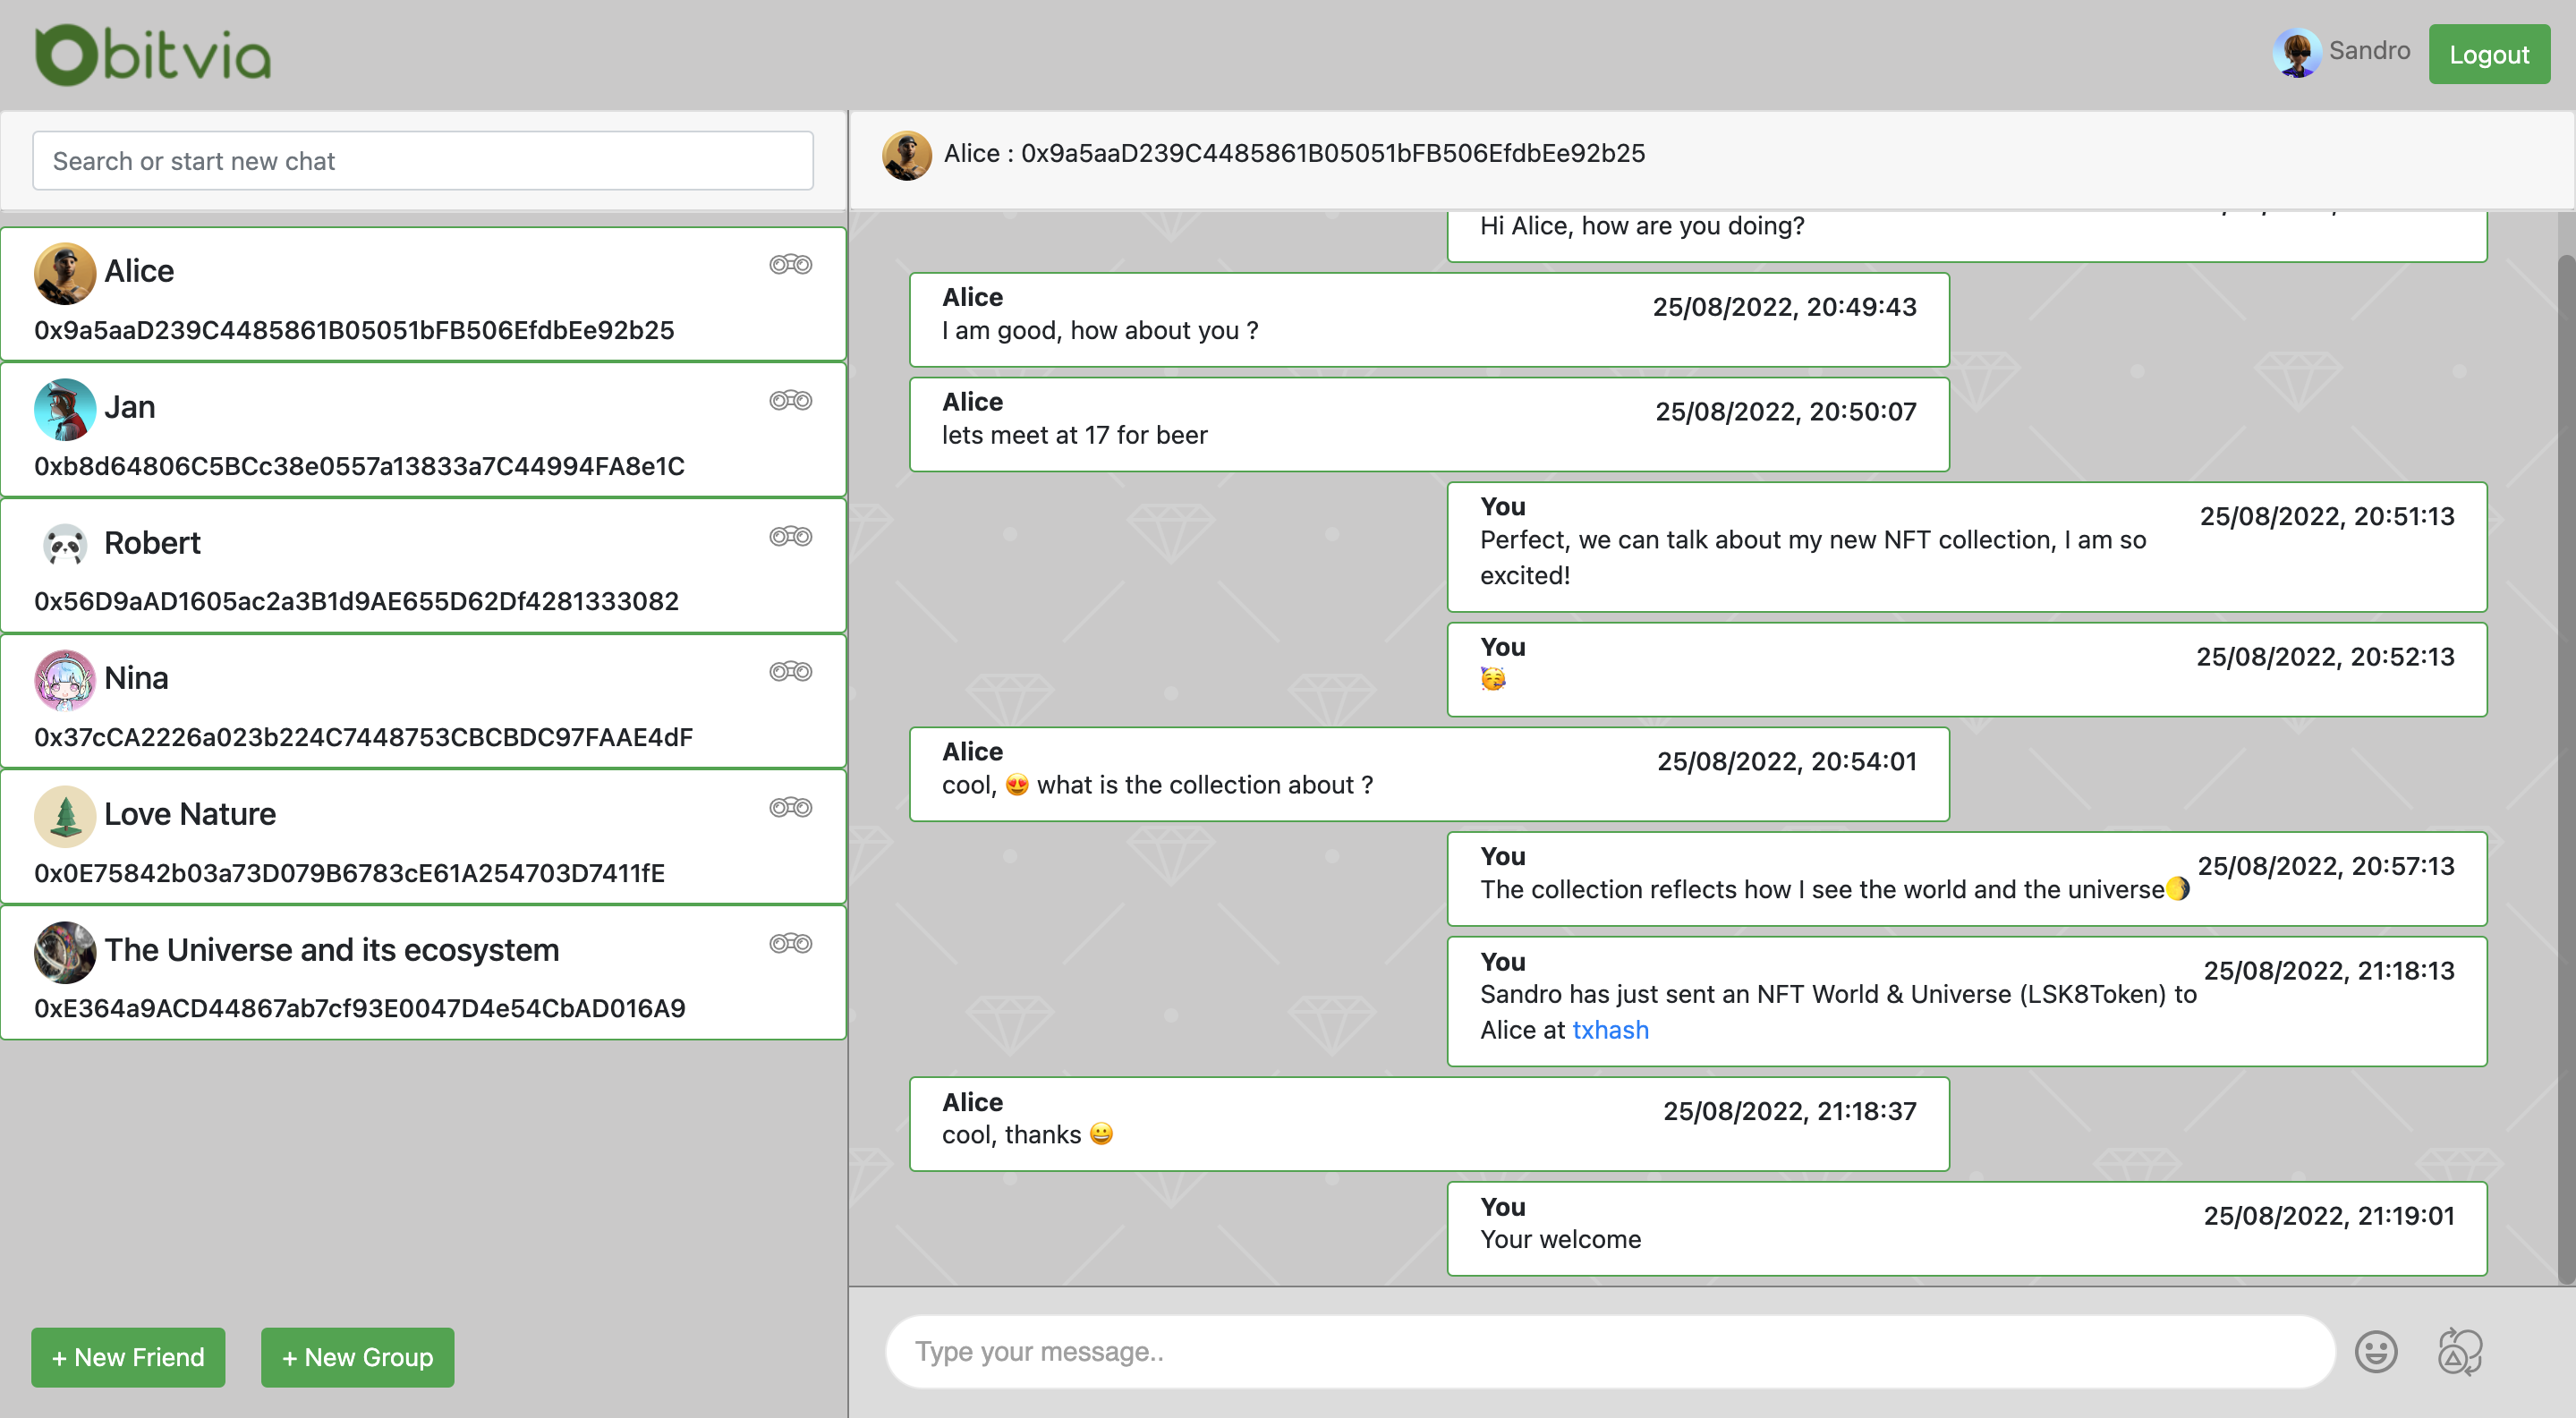 bitvia
Sandro
Logout
Search or start new chat
Alice
0x9a5aaD239C4485861B05051bFB506EfdbEe92b25
Jan
0xb8d64806C5BCc38e0557a13833a7C44994FA8e1C
Robert
0x56D9aAD1605ac2a3B1d9AE655D62Df4281333082
Nina
0x37cCA2226a023b224C7448753CBCBDC97FAAE4dF
Love Nature
0x0E75842b03a73D079B6783cE61A254703D7411fE
The Universe and its ecosystem
0xE364a9ACD44867ab7cf93E0047D4e54CbAD016A9
+ New Friend
+ New Group
Alice : 0x9a5aaD239C4485861B05051bFB506EfdbEe92b25
Hi Alice, how are you doing?
Alice
25/08/2022, 20:49:43
I am good, how about you ?
Alice
25/08/2022, 20:50:07
lets meet at 17 for beer
You
25/08/2022, 20:51:13
Perfect, we can talk about my new NFT collection, I am so
excited!
You
25/08/2022, 20:52:13
🥳
Alice
25/08/2022, 20:54:01
cool, 😍 what is the collection about ?
You
25/08/2022, 20:57:13
The collection reflects how I see the world and the universe🌖
You
25/08/2022, 21:18:13
Sandro has just sent an NFT World & Universe (LSK8Token) to
Alice at txhash
Alice
25/08/2022, 21:18:37
cool, thanks 😀
You
25/08/2022, 21:19:01
Your welcome
Type your message..